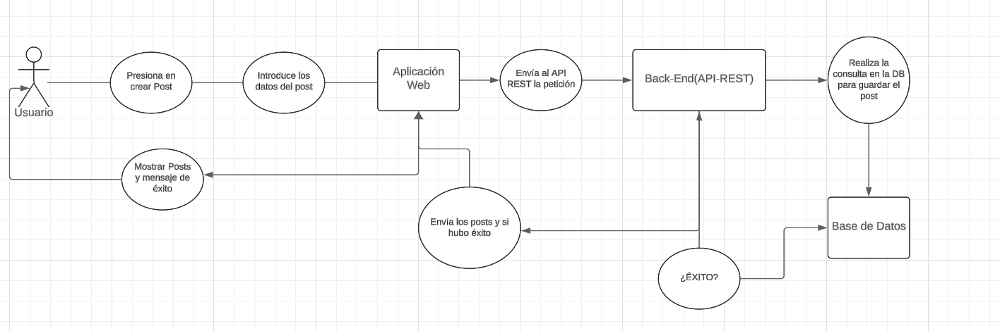 Usuario
Presiona en
crear Post
Introduce los
datos del post
Aplicación
Web
Envía al API
REST la petición
Back-End(API-REST)
Realiza la
consulta en la DB
para guardar el
post
Mostrar Posts
y mensaje de
éxito
Envía los posts y si
hubo éxito
¿ÉXITO?
Base de Datos